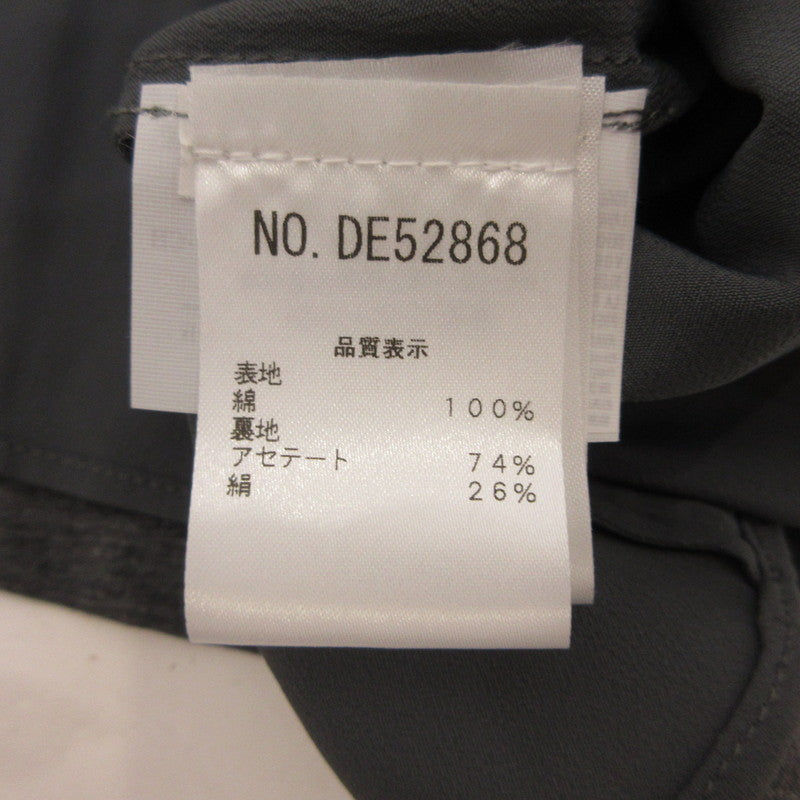 NO. DE52868
品質表示
表地
綿 100%
裏地
アセテート 74%
絹 26%